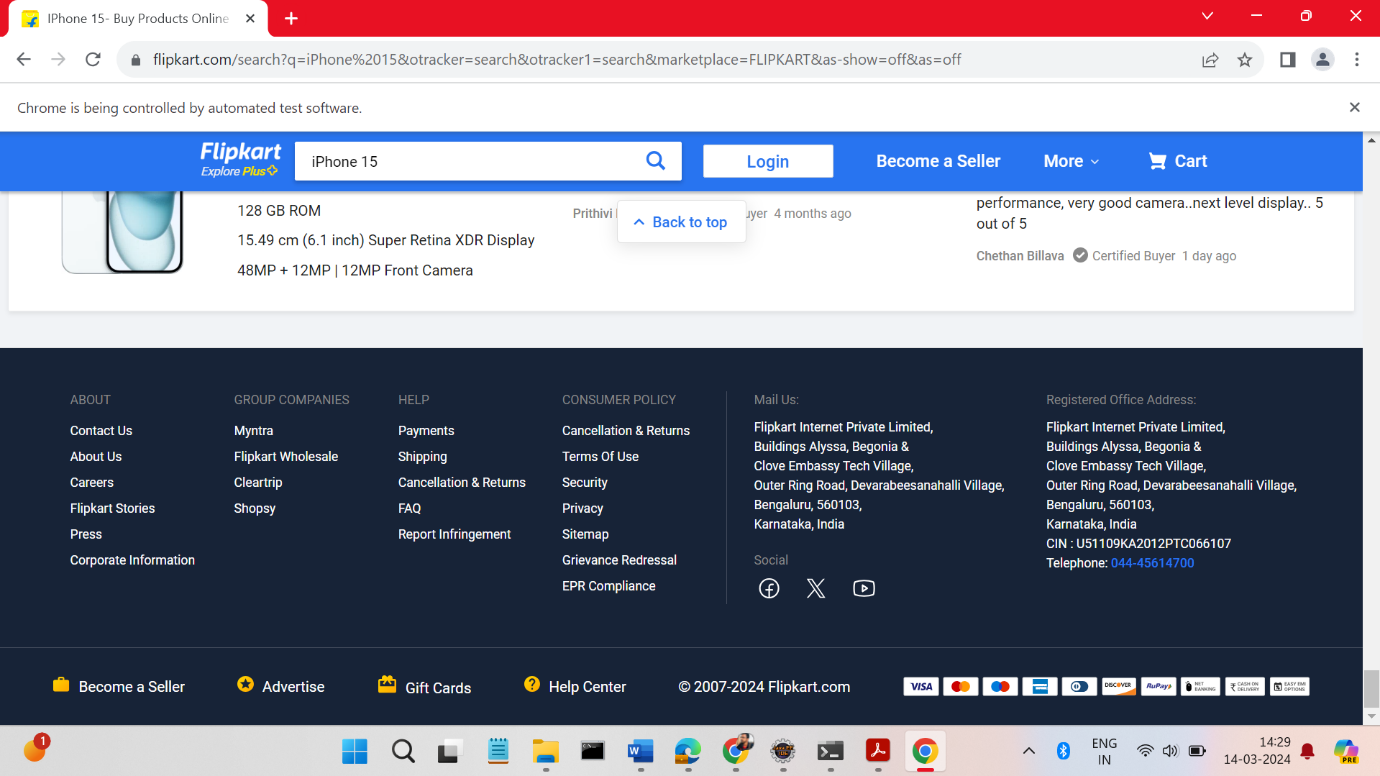 IPhone 15- Buy Products Online
flipkart.com/search?q=iPhone%2015&otracker=search&otracker1=search&marketplace=FLIPKART&as-show=off&as=off
Chrome is being controlled by automated test software.
Flipkart
Explore Plus
iPhone 15
Login
Become a Seller
More
Cart
128 GB ROM
15.49 cm (6.1 inch) Super Retina XDR Display
48MP + 12MP | 12MP Front Camera
Prithivi
4 months ago
Back to top
performance, very good camera..next level display.. 5
out of 5
Chethan Billava Certified Buyer 1 day ago
ABOUT
Contact Us
About Us
Careers
Flipkart Stories
Press
Corporate Information
GROUP COMPANIES
Myntra
Flipkart Wholesale
Cleartrip
Shopsy
HELP
Payments
Shipping
Cancellation & Returns
FAQ
Report Infringement
CONSUMER POLICY
Cancellation & Returns
Terms Of Use
Security
Privacy
Sitemap
Grievance Redressal
EPR Compliance
Mail Us:
Flipkart Internet Private Limited,
Buildings Alyssa, Begonia &
Clove Embassy Tech Village,
Outer Ring Road, Devarabeesanahalli Village,
Bengaluru, 560103,
Karnataka, India
Social
Registered Office Address:
Flipkart Internet Private Limited,
Buildings Alyssa, Begonia &
Clove Embassy Tech Village,
Outer Ring Road, Devarabeesanahalli Village,
Bengaluru, 560103,
Karnataka, India
CIN : U51109KA2012PTC066107
Telephone: 044-45614700
Become a Seller
Advertise
Gift Cards
Help Center
© 2007-2024 Flipkart.com
VISA
DISCOVER
RuPay
NET BANKING
CASH ON DELIVERY
EASY EMI OPTIONS
1
ENG
IN
14:29
14-03-2024
PRE